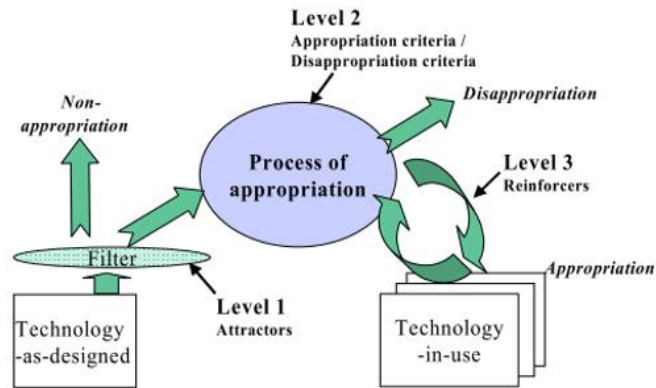 Level 2
Appropriation criteria /
Disappropriation criteria
Non-
appropriation
Disappropriation
Process of
appropriation
Level 3
Reinforcers
Filter
Level 1
Attractors
Appropriation
Technology
-as-designed
Technology
-in-use